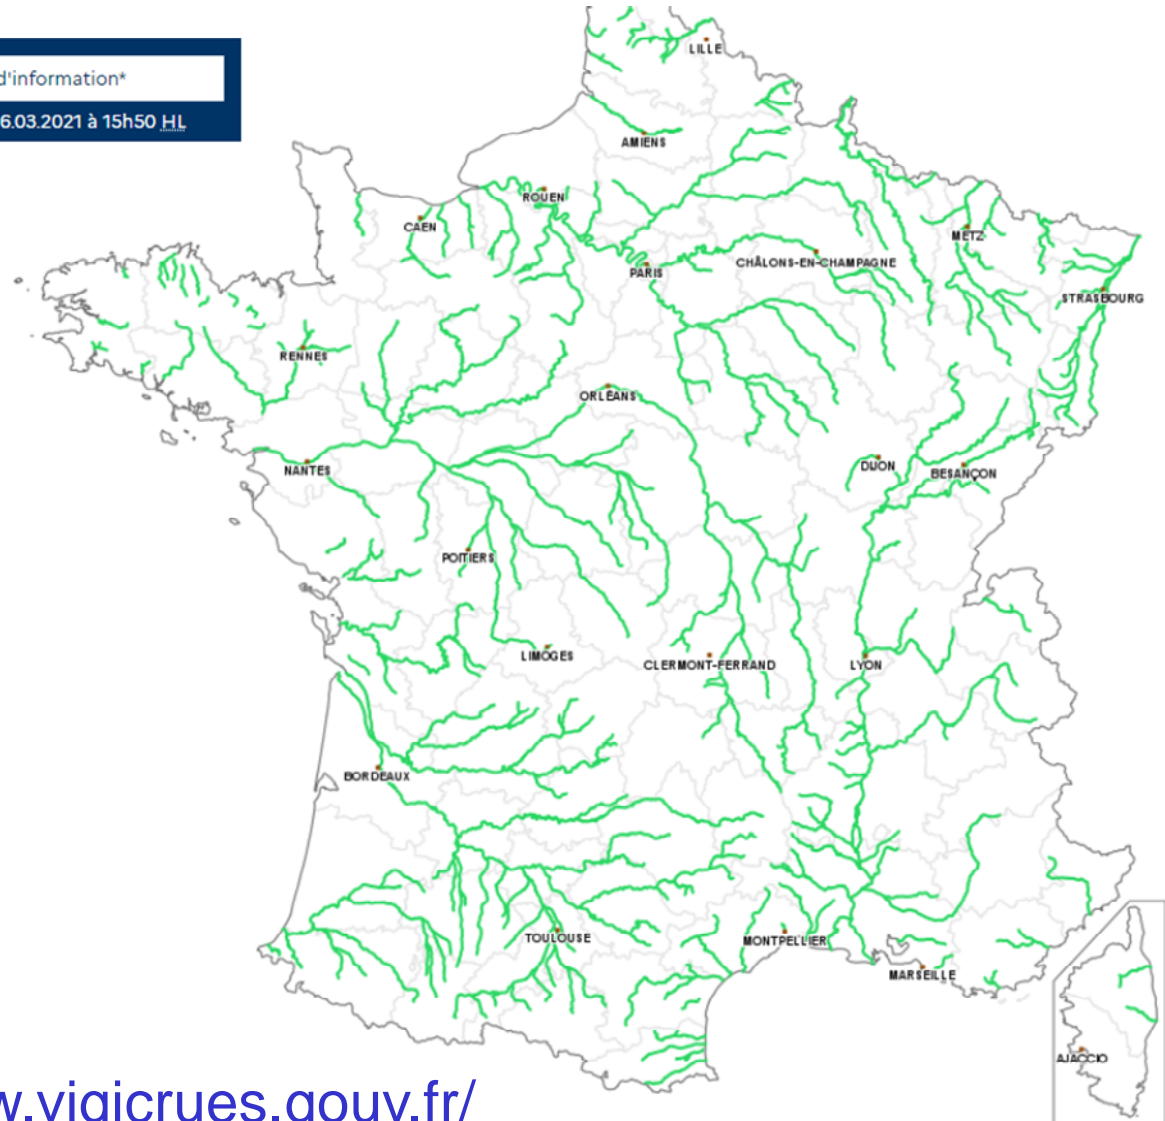 d'information*
6.03.2021 à 15h50 HL
LILLE
AMIENS
ROUEN
CAEN
METZ
PARIS
CHÂLONS-EN-CHAMPAGNE
STRASBOURG
RENNES
ORLÉANS
NANTES
DIJON
BESANÇON
POITIERS
LIMOGES
CLERMONT-FERRAND
LYON
BORDEAUX
TOULOUSE
MONTPELLIER
MARSEILLE
AJACCIO
w.vigicrues.gouv.fr/